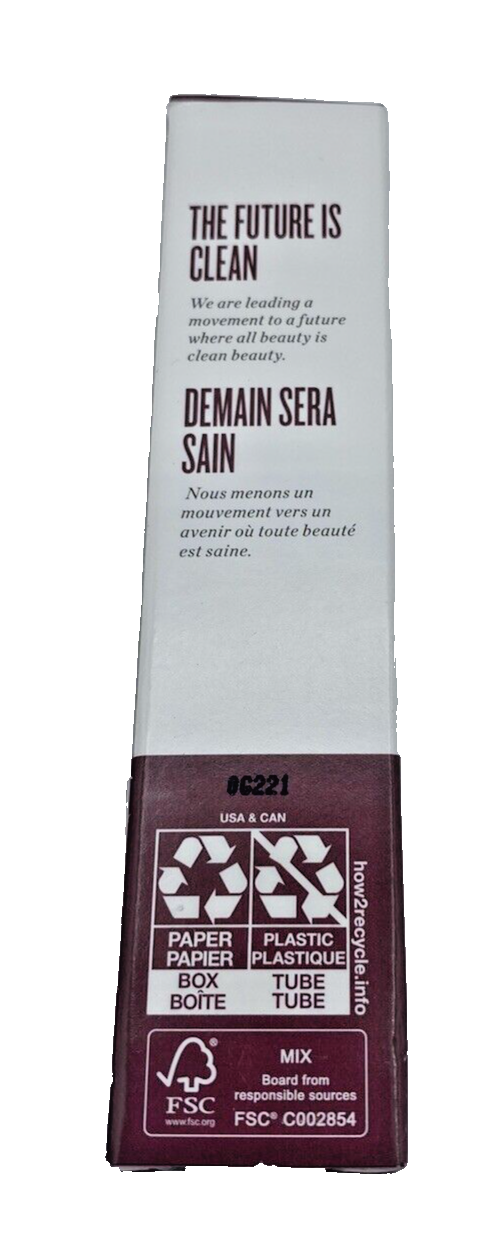 THE FUTURE IS
CLEAN
We are leading a
movement to a future
where all beauty is
clean beauty.
DEMAIN SERA
SAIN
Nous menons un
mouvement vers un
avenir où toute beauté
est saine.
0G221
USA & CAN
PAPER
PAPIER
BOX
BOÎTE
PLASTIC
PLASTIQUE
TUBE
TUBE
how2recycle.info
FSC®
www.fsc.org
MIX
Board from
responsible sources
FSC® C002854